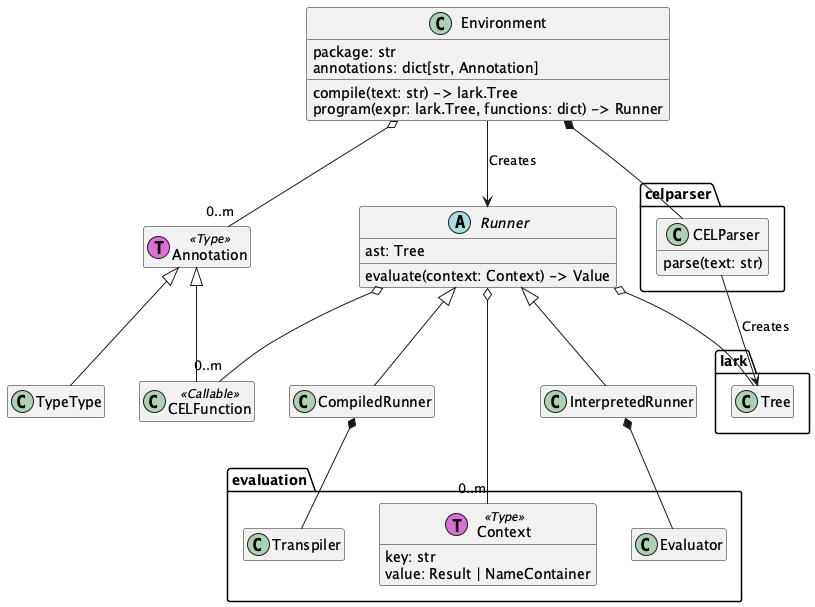 C Environment
package: str
annotations: dict[str, Annotation]
compile(text: str) -> lark.Tree
program(expr: lark.Tree, functions: dict) -> Runner
Creates
celparser
0..m
T «Type»
Annotation
A Runner
ast: Tree
evaluate(context: Context) -> Value
C CELParser
parse(text: str)
Creates
lark
0..m
C TypeType
C «Callable»
CELFunction
C CompiledRunner
C InterpretedRunner
C Tree
evaluation
0..m
C Transpiler
T «Type»
Context
key: str
value: Result | NameContainer
C Evaluator